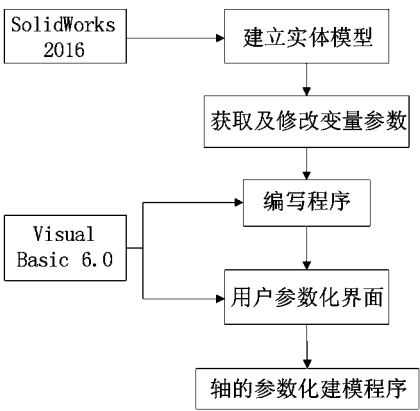 SolidWorks
2016
建立实体模型
获取及修改变量参数
编写程序
Visual
Basic 6.0
用户参数化界面
轴的参数化建模程序